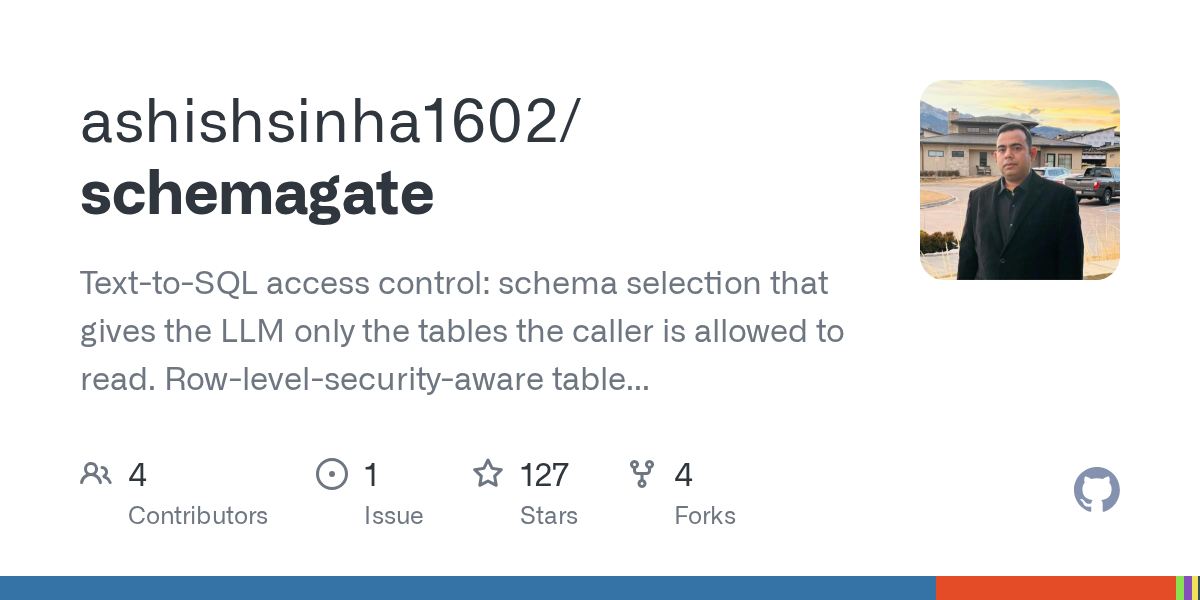 ashishsinha1602/
schemagate
Text-to-SQL access control: schema selection that
gives the LLM only the tables the caller is allowed to
read. Row-level-security-aware table...
4 1 127 4
Contributors Issue Stars Forks